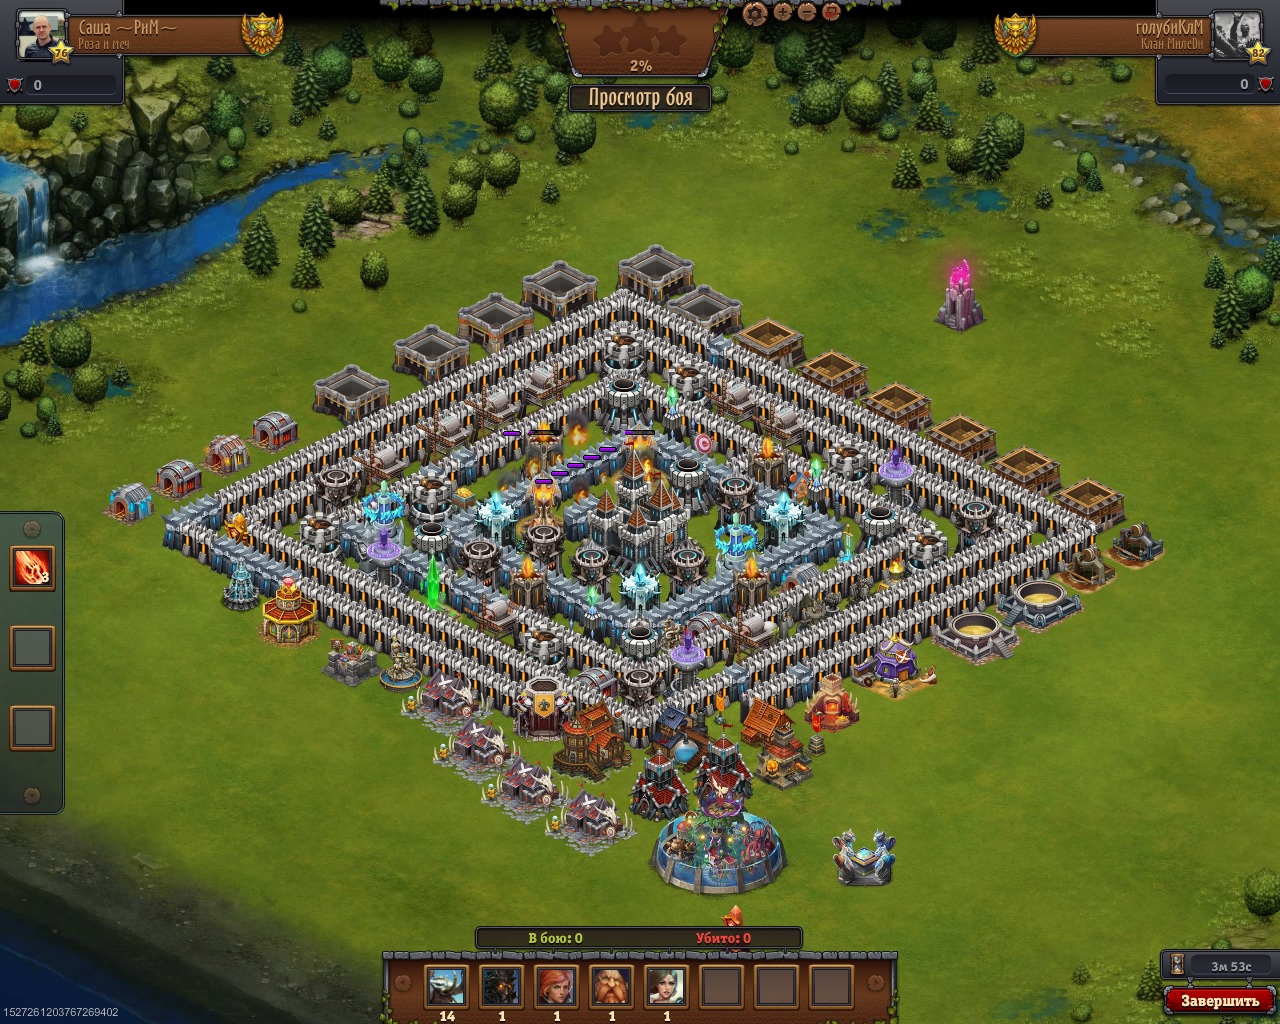 Саша ~РиМ~
Роза и меч
76
0
2%
Просмотр боя
голубиКлМ
Клан МилеDи
82
0
3
В бою: 0
Убито: 0
14
1
1
1
1
3м 53с
Завершить
1527261203767269402